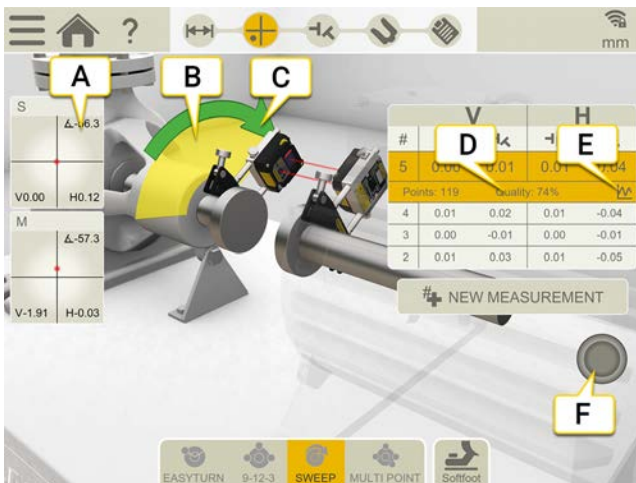 ?
mm
A
B
C
D
E
F
S
V0.00 H0.12
M
∡-57.3
V-1.91 H-0.03
V H
#
5 0.00 0.01 0.01
Points: 119 Quality: 74%
4 0.01 0.02 0.01 -0.04
3 0.00 -0.01 0.00 -0.01
2 0.01 0.03 0.01 -0.05
# NEW MEASUREMENT
EASYTURN 9-12-3 SWEEP MULTI POINT Softfoot